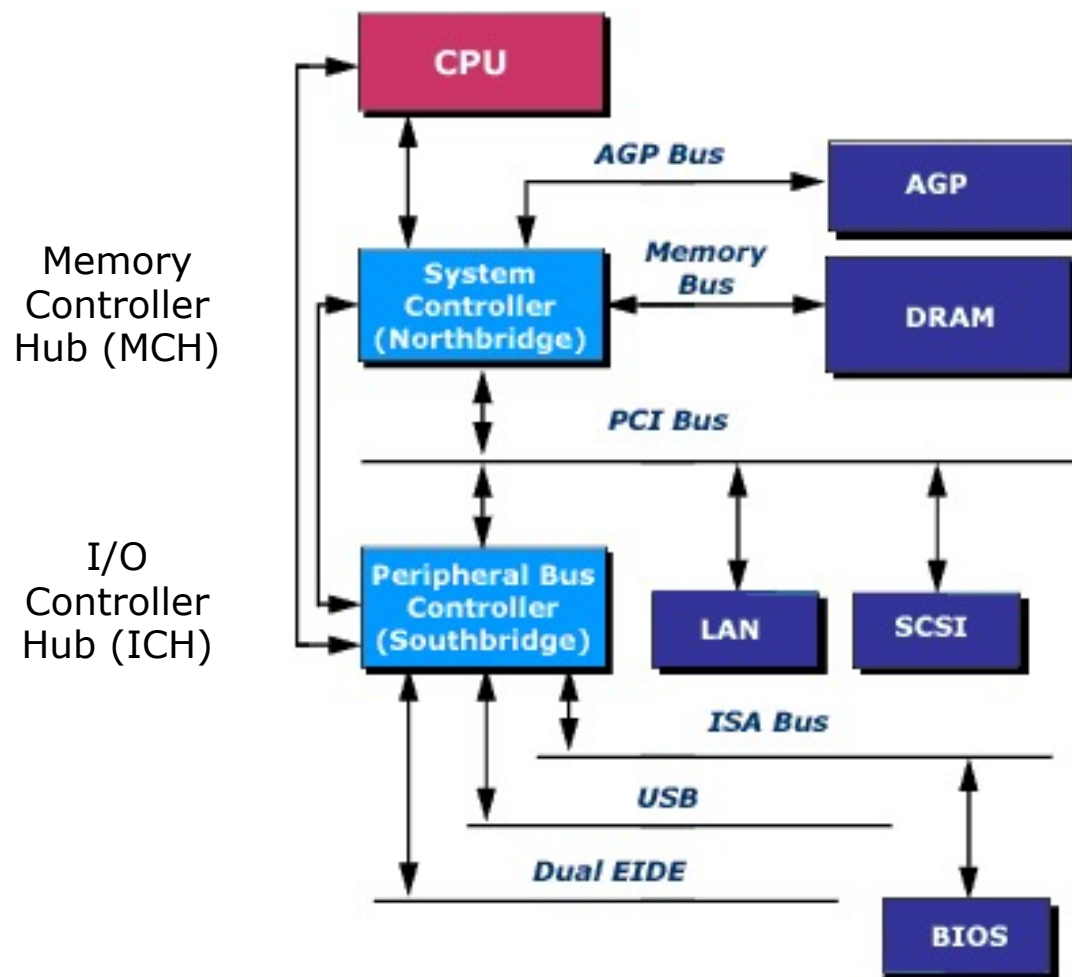 CPU
AGP Bus
AGP
Memory
Controller
Hub (MCH)
System
Controller
(Northbridge)
Memory
Bus
DRAM
PCI Bus
I/O
Controller
Hub (ICH)
Peripheral Bus
Controller
(Southbridge)
LAN
SCSI
ISA Bus
USB
Dual EIDE
BIOS